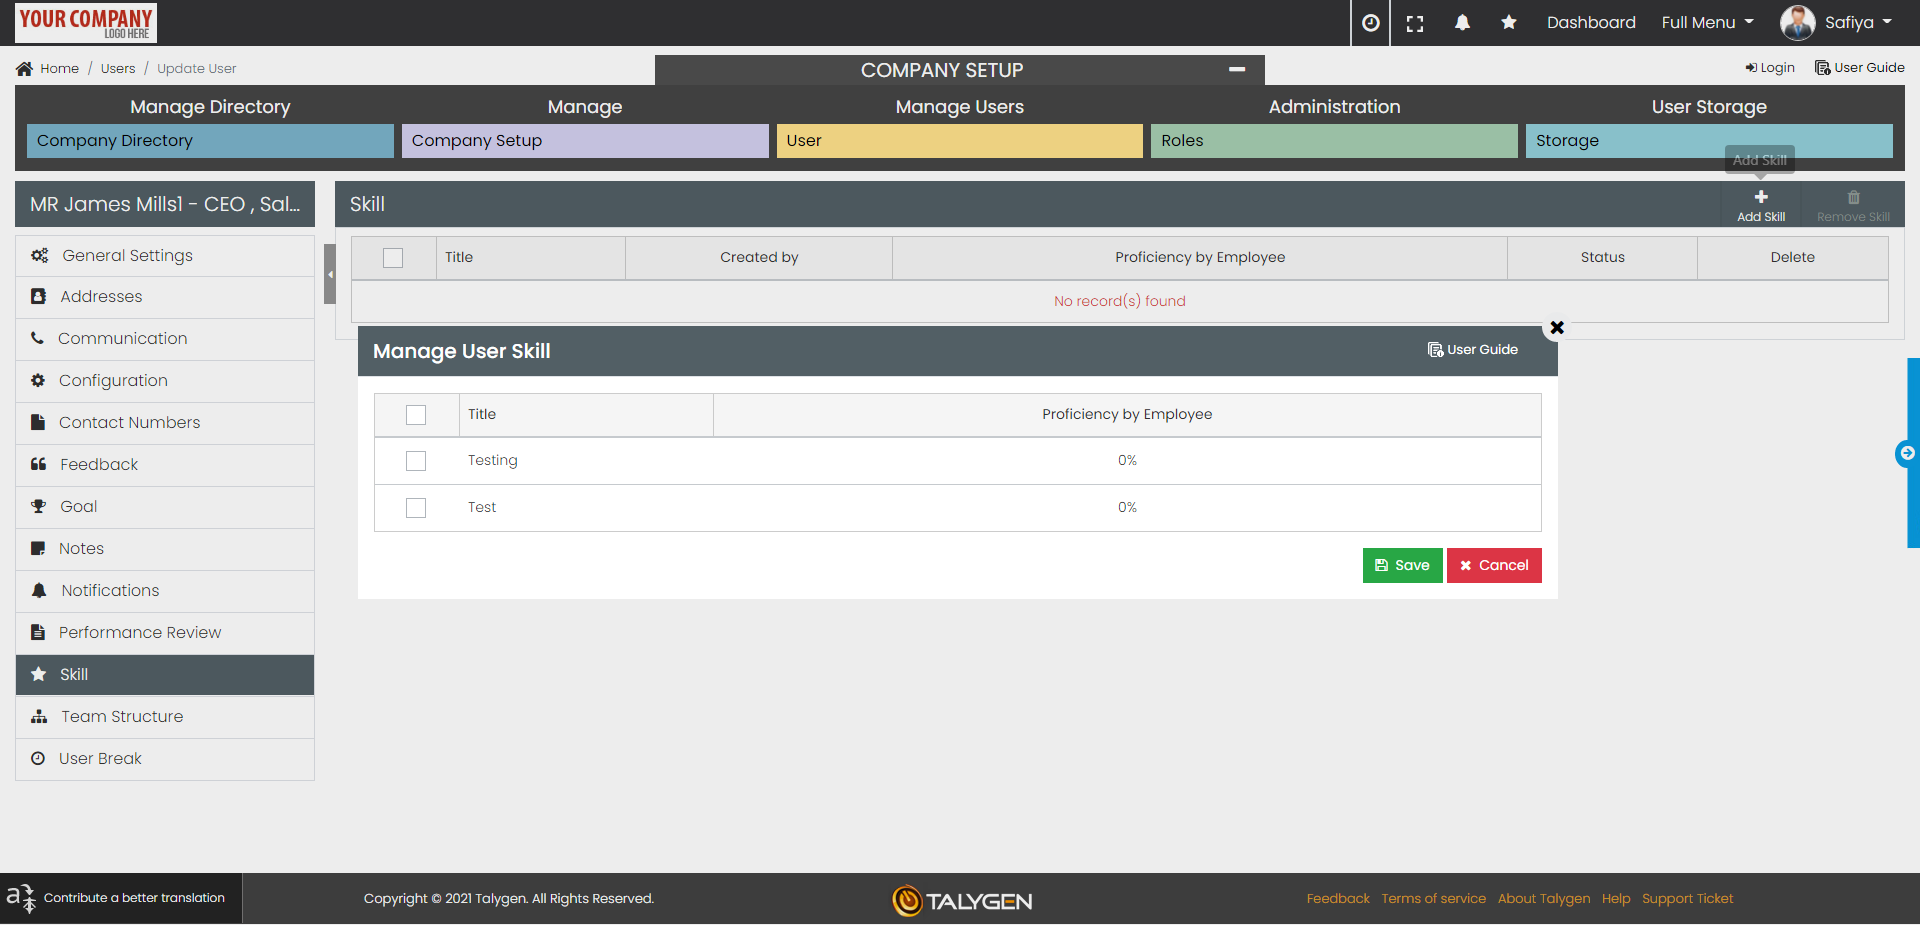 YOUR COMPANY
LOGO HERE
Dashboard
Full Menu
Safiya
Home / Users / Update User
COMPANY SETUP
Login
User Guide
Manage Directory
Manage
Manage Users
Administration
User Storage
Company Directory
Company Setup
User
Roles
Storage
Add Skill
MR James Mills1 - CEO , Sal...
Skill
Add Skill
Remove Skill
General Settings
Addresses
Communication
Configuration
Contact Numbers
Feedback
Goal
Notes
Notifications
Performance Review
Skill
Team Structure
User Break
Title
Created by
Proficiency by Employee
Status
Delete
No record(s) found
Manage User Skill
User Guide
Title
Proficiency by Employee
Testing
0%
Test
0%
Save
Cancel
Contribute a better translation
Copyright © 2021 Talygen. All Rights Reserved.
TALYGEN
Feedback
Terms of service
About Talygen
Help
Support Ticket